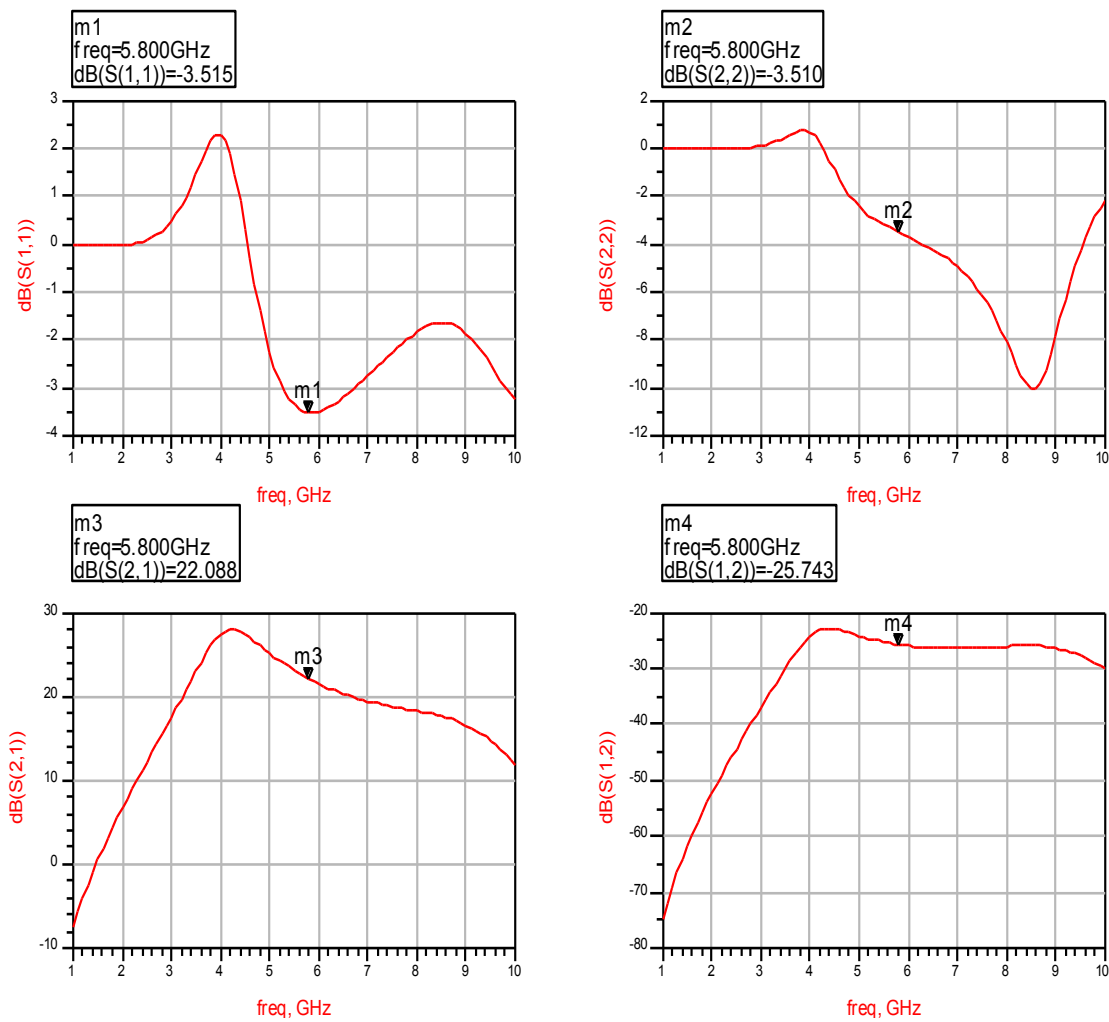 m1
freq=5.800GHz
dB(S(1,1))=-3.515
m2
freq=5.800GHz
dB(S(2,2))=-3.510
3
2
1
0
-1
-2
-3
-4
dB(S(1,1))
m1
1 2 3 4 5 6 7 8 9 10
freq, GHz
2
0
-2
-4
-6
-8
-10
-12
dB(S(2,2))
m2
1 2 3 4 5 6 7 8 9 10
freq, GHz
m3
freq=5.800GHz
dB(S(2,1))=22.088
m4
freq=5.800GHz
dB(S(1,2))=-25.743
30
20
10
0
-10
dB(S(2,1))
m3
1 2 3 4 5 6 7 8 9 10
freq, GHz
-20
-30
-40
-50
-60
-70
-80
dB(S(1,2))
m4
1 2 3 4 5 6 7 8 9 10
freq, GHz